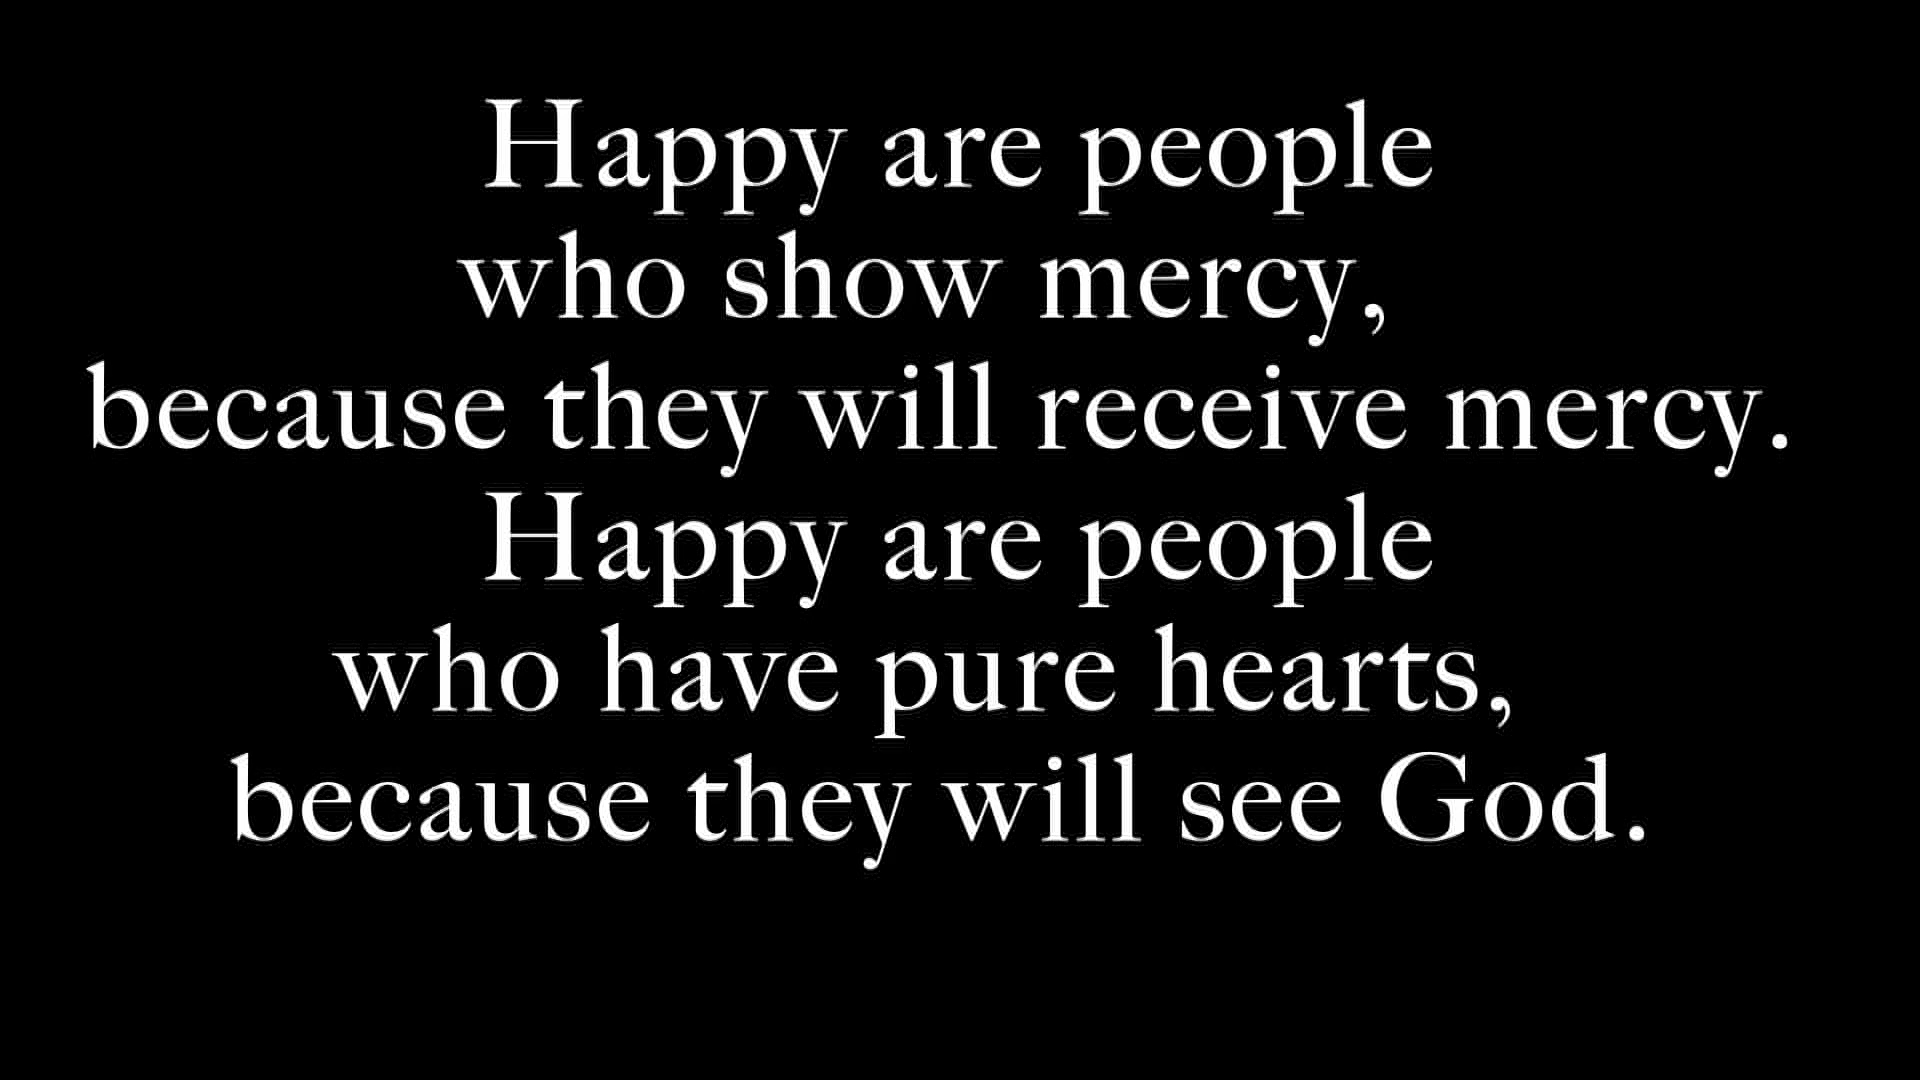 Happy are people
who show mercy,
because they will receive mercy.
Happy are people
who have pure hearts,
because they will see God.